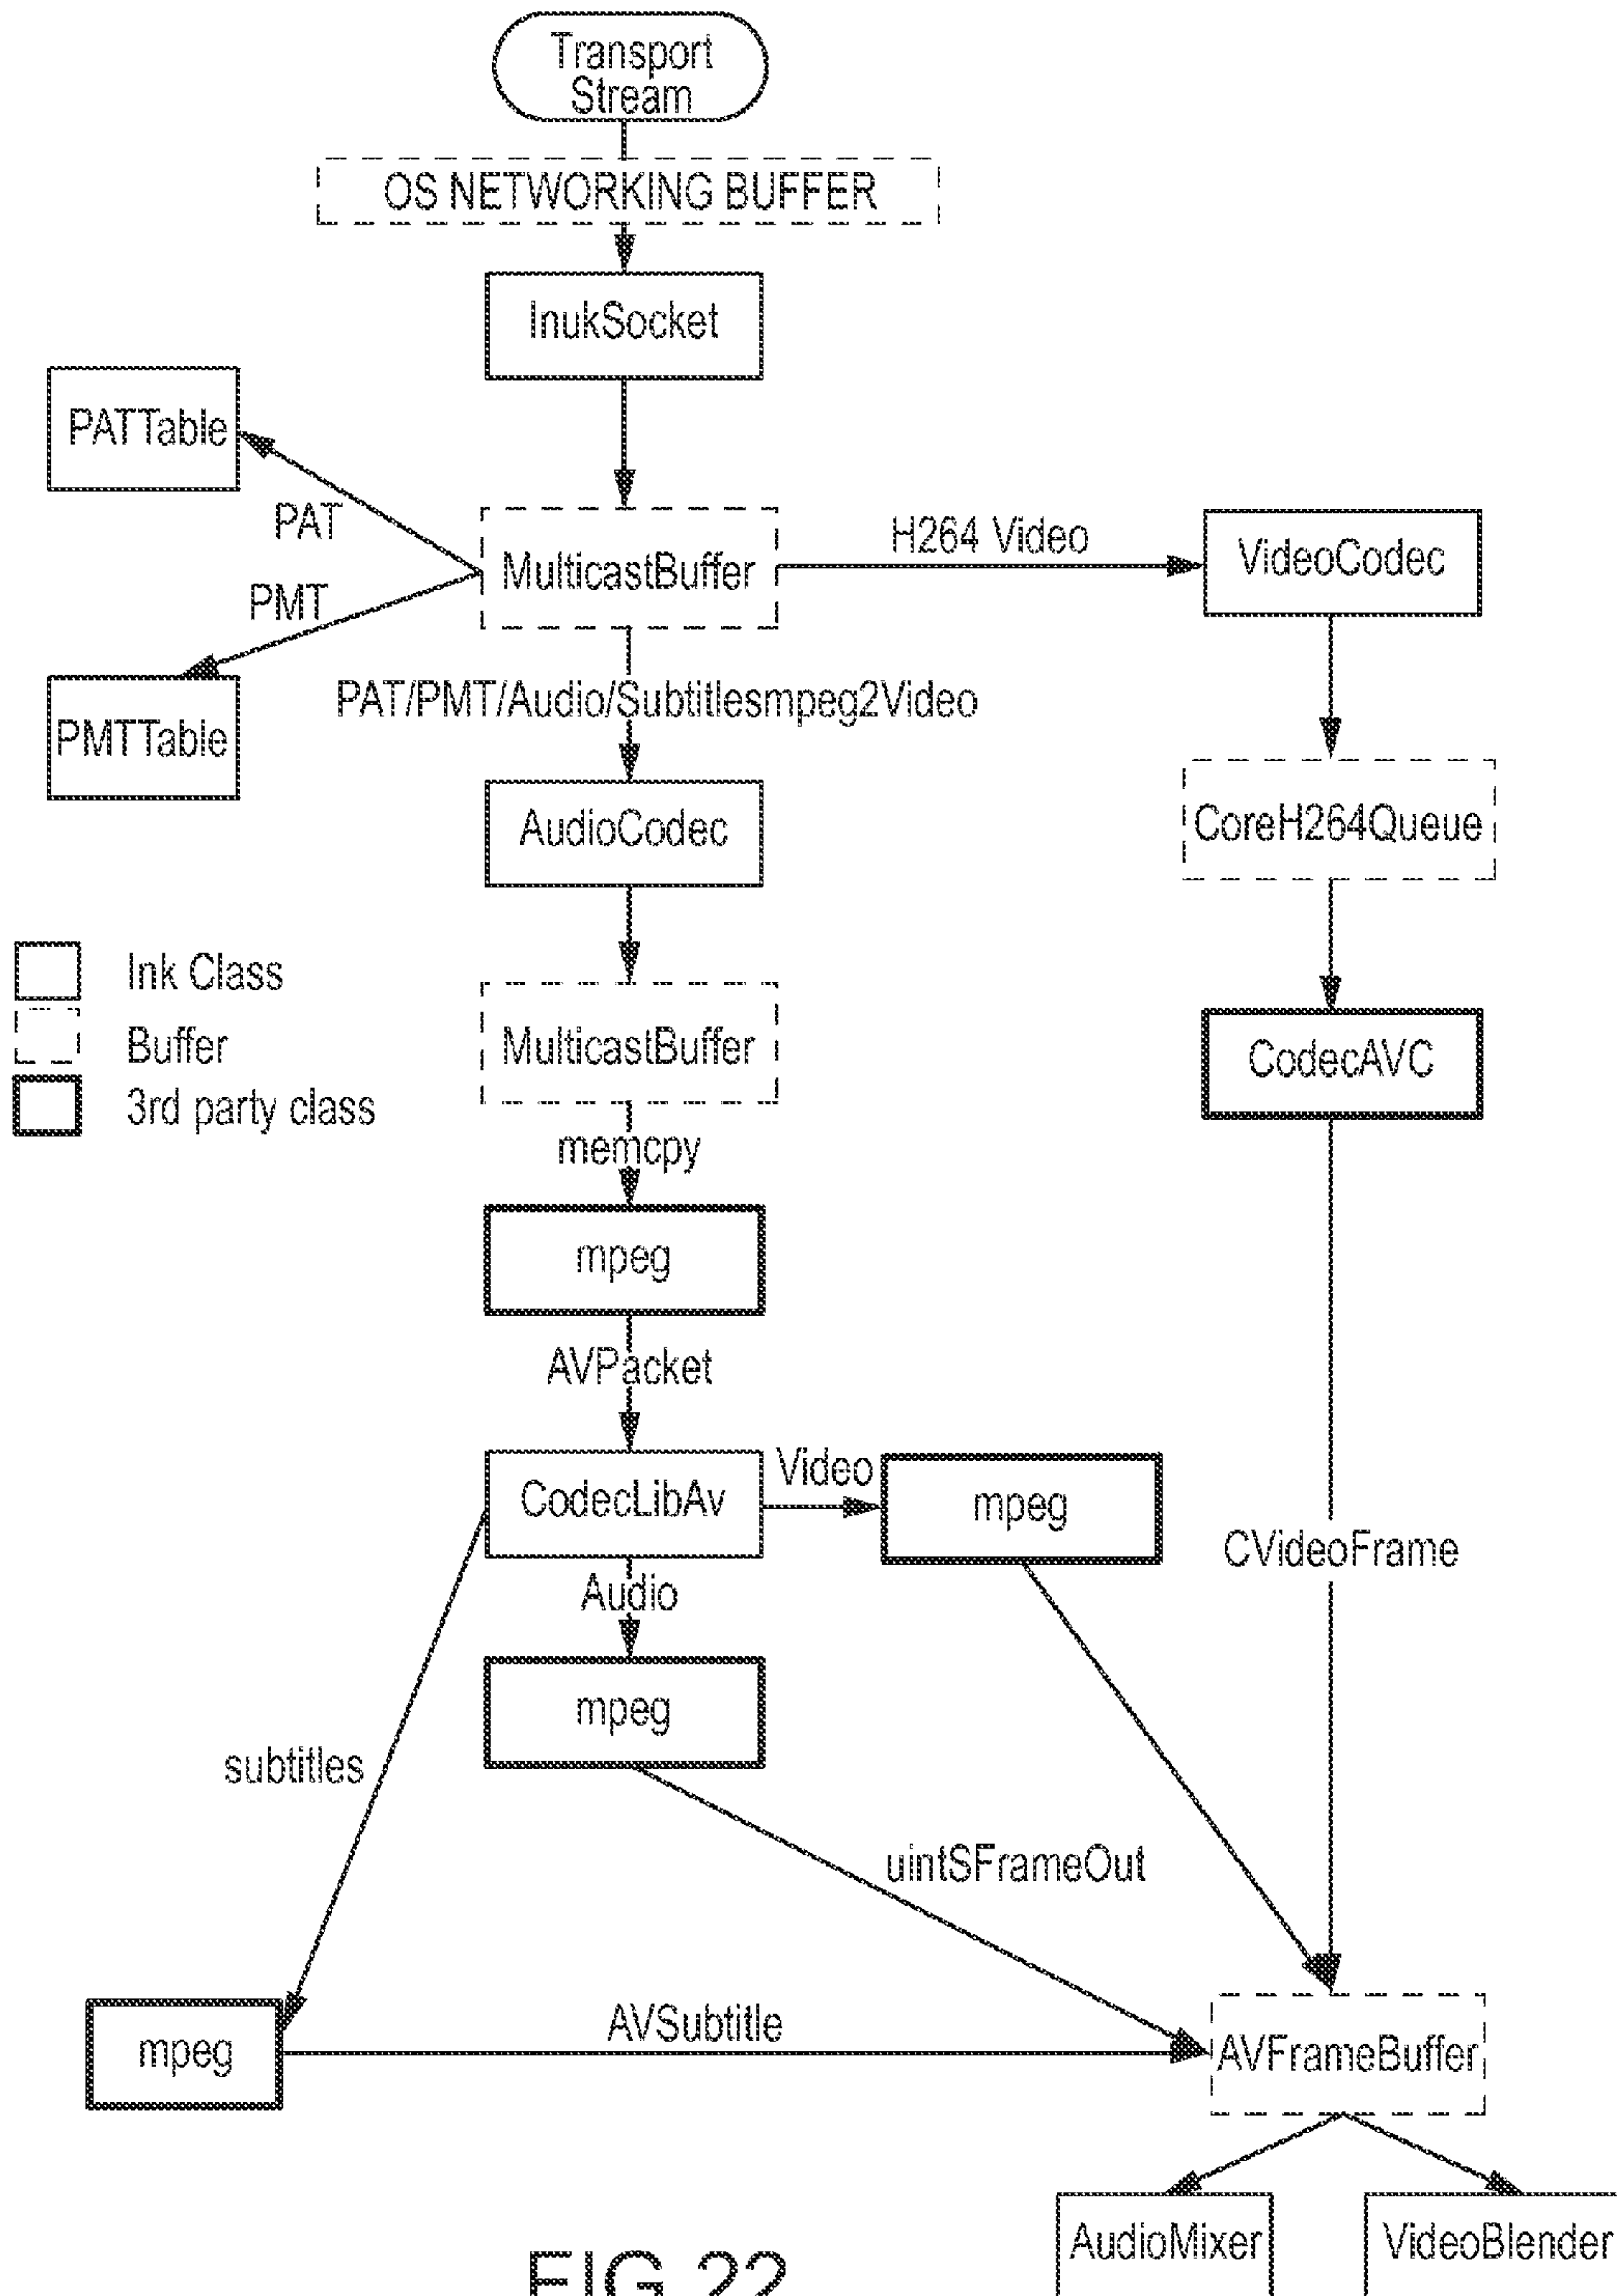 Transport
Stream
OS NETWORKING BUFFER
InukSocket
PATTable
PAT
MulticastBuffer
H264 Video
VideoCodec
PMT
PMTTable
PAT/PMT/Audio/Subtitlesmpeg2Video
AudioCodec
CoreH264Queue
Ink Class
Buffer
3rd party class
MulticastBuffer
CodecAVC
memcpy
mpeg
AVPacket
CodecLibAv
Video
mpeg
CVideoFrame
Audio
mpeg
subtitles
uintSFrameOut
mpeg
AVSubtitle
AVFrameBuffer
AudioMixer
VideoBlender
FIG. 22